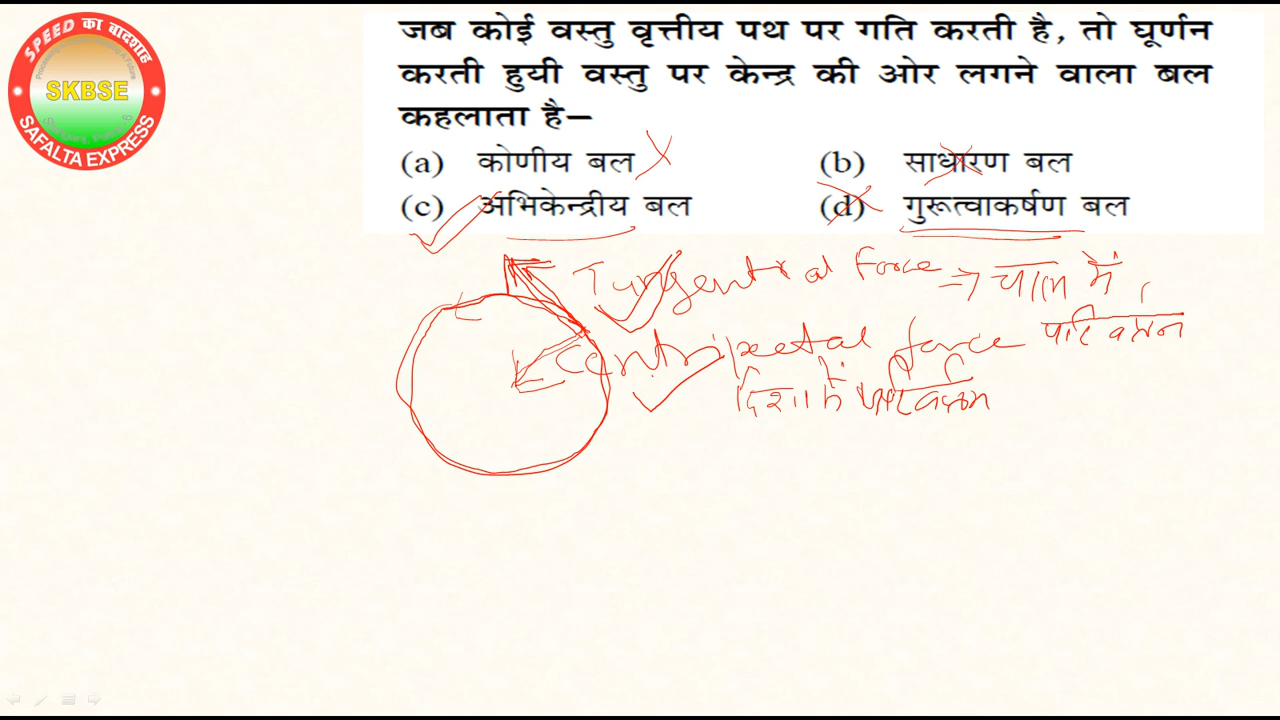 SPEED का बादशाह
SKBSE
SAFALTA EXPRESS
जब कोई वस्तु वृत्तीय पथ पर गति करती है, तो घूर्णन
करती हुयी वस्तु पर केन्द्र की ओर लगने वाला बल
कहलाता है–
(a) कोणीय बल (b) साधारण बल
(c) अभिकेन्द्रीय बल (d) गुरूत्वाकर्षण बल
Tangential force ⇒ चाल में
परिवर्तन
Centripetal force
दिशा में परिवर्तन